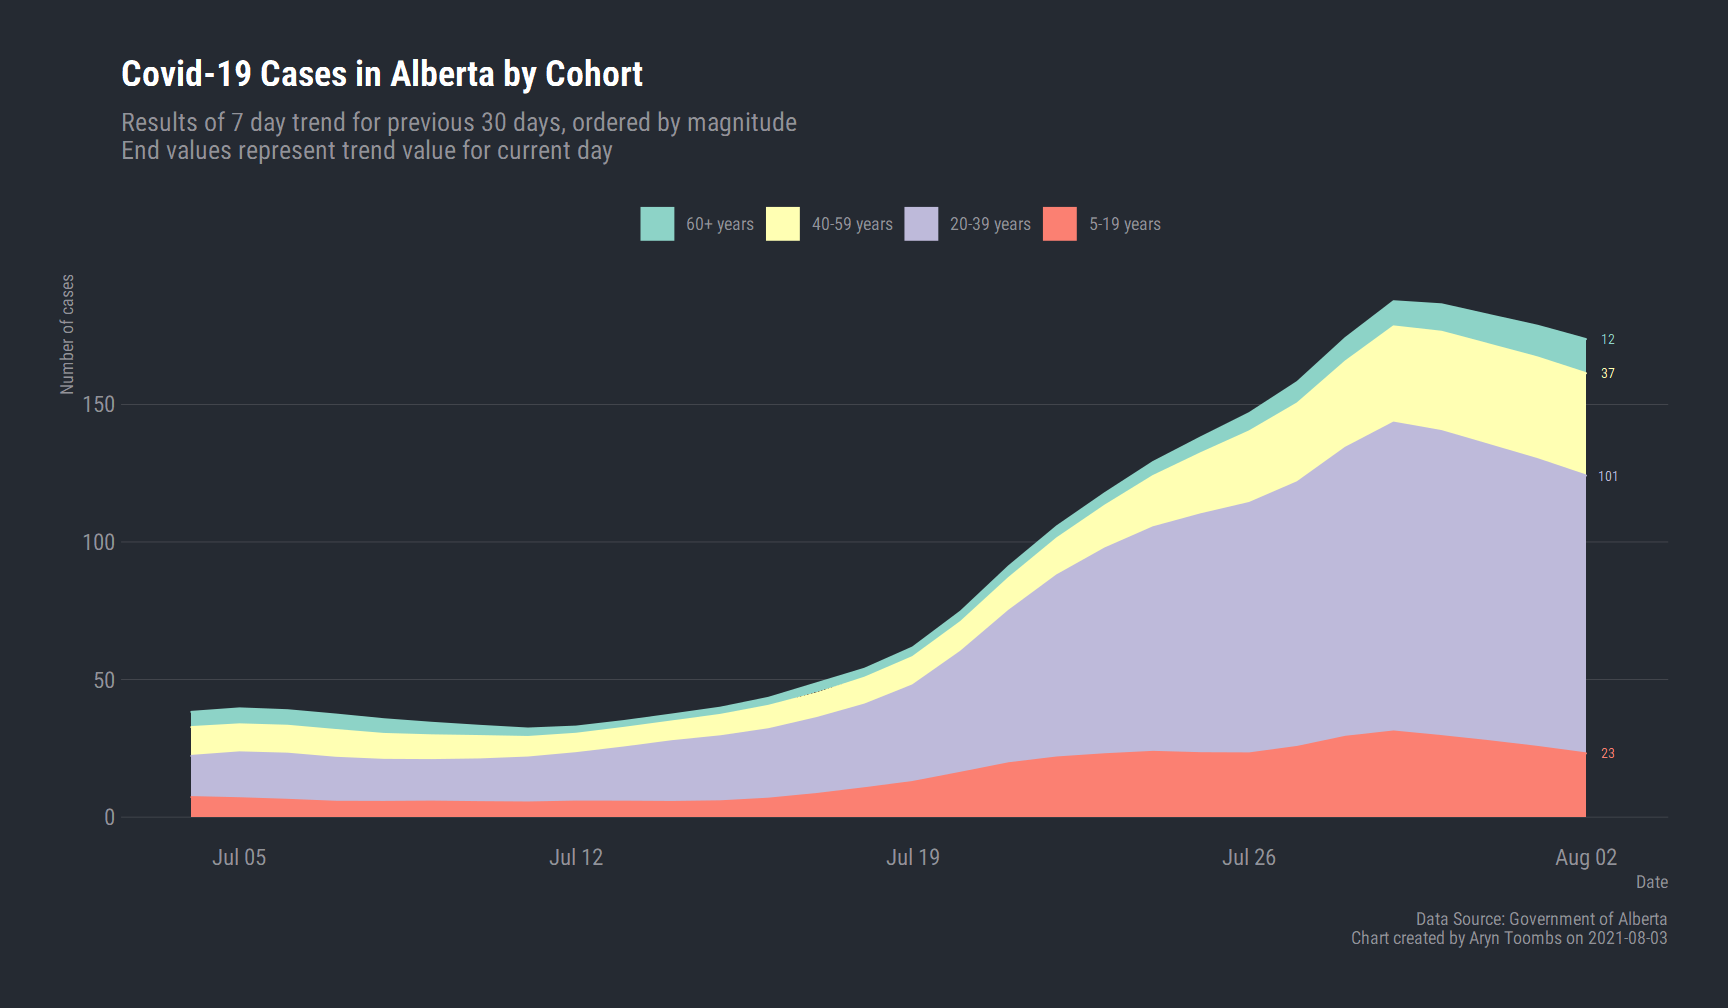 Covid-19 Cases in Alberta by Cohort
Results of 7 day trend for previous 30 days, ordered by magnitude
End values represent trend value for current day
60+ years
40-59 years
20-39 years
5-19 years
Number of cases
150
100
50
0
12
37
101
23
Jul 05
Jul 12
Jul 19
Jul 26
Aug 02
Date
Data Source: Government of Alberta
Chart created by Aryn Toombs on 2021-08-03